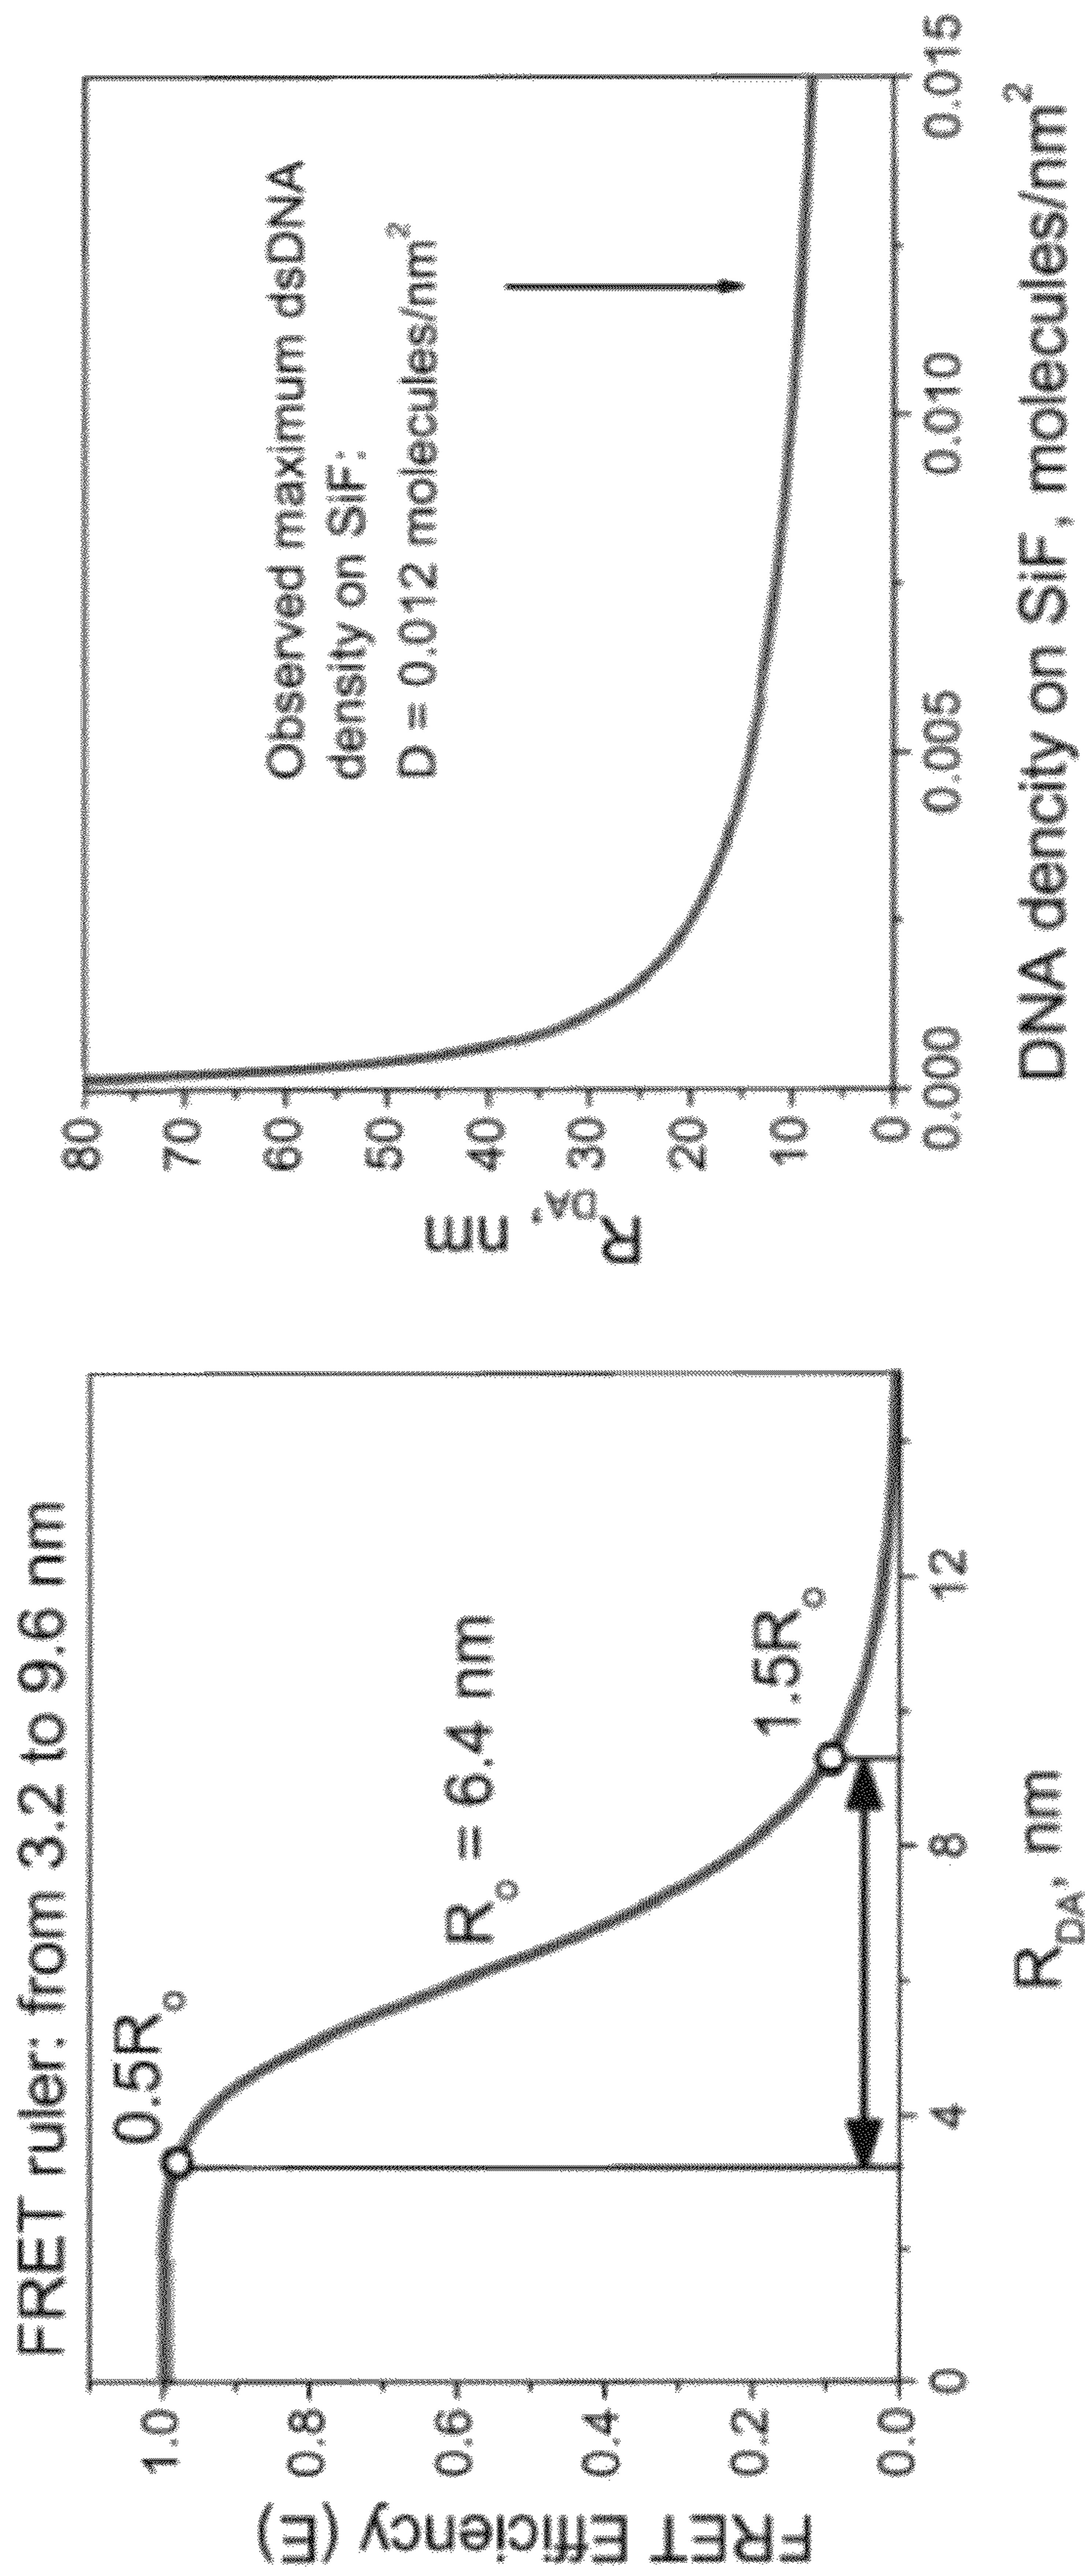 FRET ruler: from 3.2 to 9.6 nm
FRET Efficiency (E)
1.0
0.8
0.6
0.4
0.2
0.0
0.5Ro
Ro = 6.4 nm
1.5Ro
0
4
8
12
RDA, nm
RDA, nm
80
70
60
50
40
30
20
10
0
Observed maximum dsDNA
density on SiF:
D = 0.012 molecules/nm²
0.000
0.005
0.010
0.015
DNA dencity on SiF, molecules/nm²